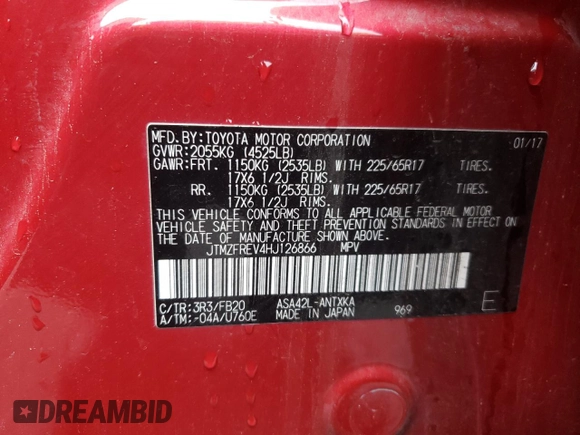 MFD. BY: TOYOTA MOTOR CORPORATION 01/17
GVWR: 2055KG (4525LB)
GAWR: FRT. 1150KG (2535LB) WITH 225/65R17 TIRES.
17X6 1/2J RIMS.
RR. 1150KG (2535LB) WITH 225/65R17 TIRES.
17X6 1/2J RIMS.
THIS VEHICLE CONFORMS TO ALL APPLICABLE FEDERAL MOTOR
VEHICLE SAFETY AND THEFT PREVENTION STANDARDS IN EFFECT ON
THE DATE OF MANUFACTURE SHOWN ABOVE.
JTMZFREV4HJ126866 MPV
C/TR: 3R3/FB20 ASA42L-ANTXKA E
A/TM: -04A/U760E MADE IN JAPAN 969
DREAMBID